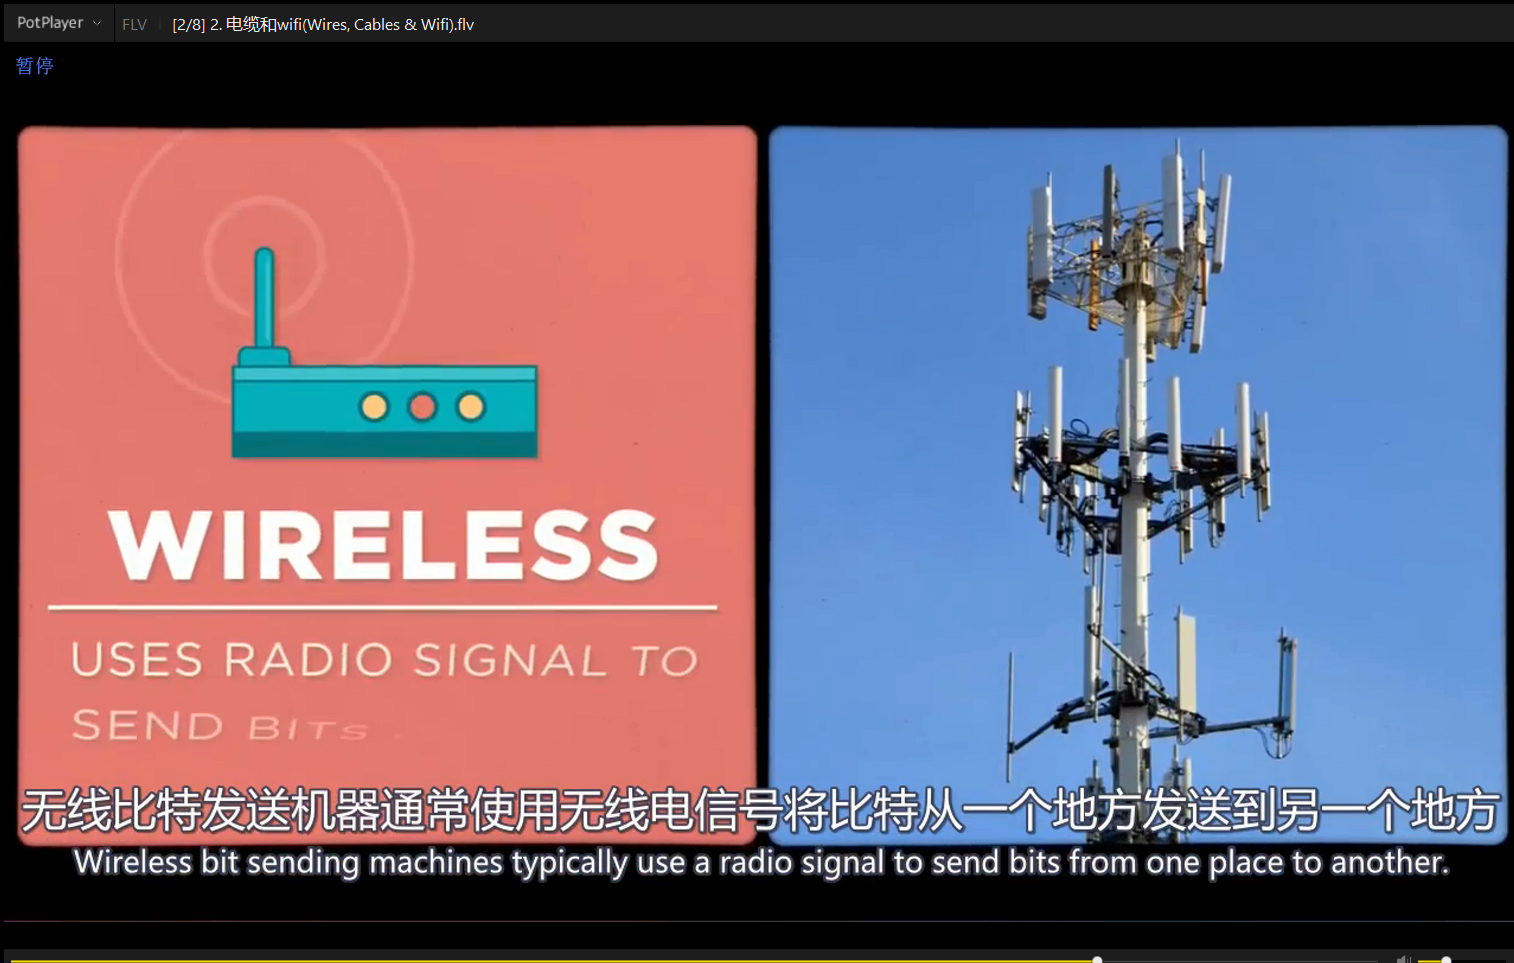 PotPlayer
FLV
[2/8] 2. 电缆和wifi(Wires, Cables & Wifi).flv
暂停
WIRELESS
USES RADIO SIGNAL TO
SEND BITS
无线比特发送机器通常使用无线电信号将比特从一个地方发送到另一个地方
Wireless bit sending machines typically use a radio signal to send bits from one place to another.